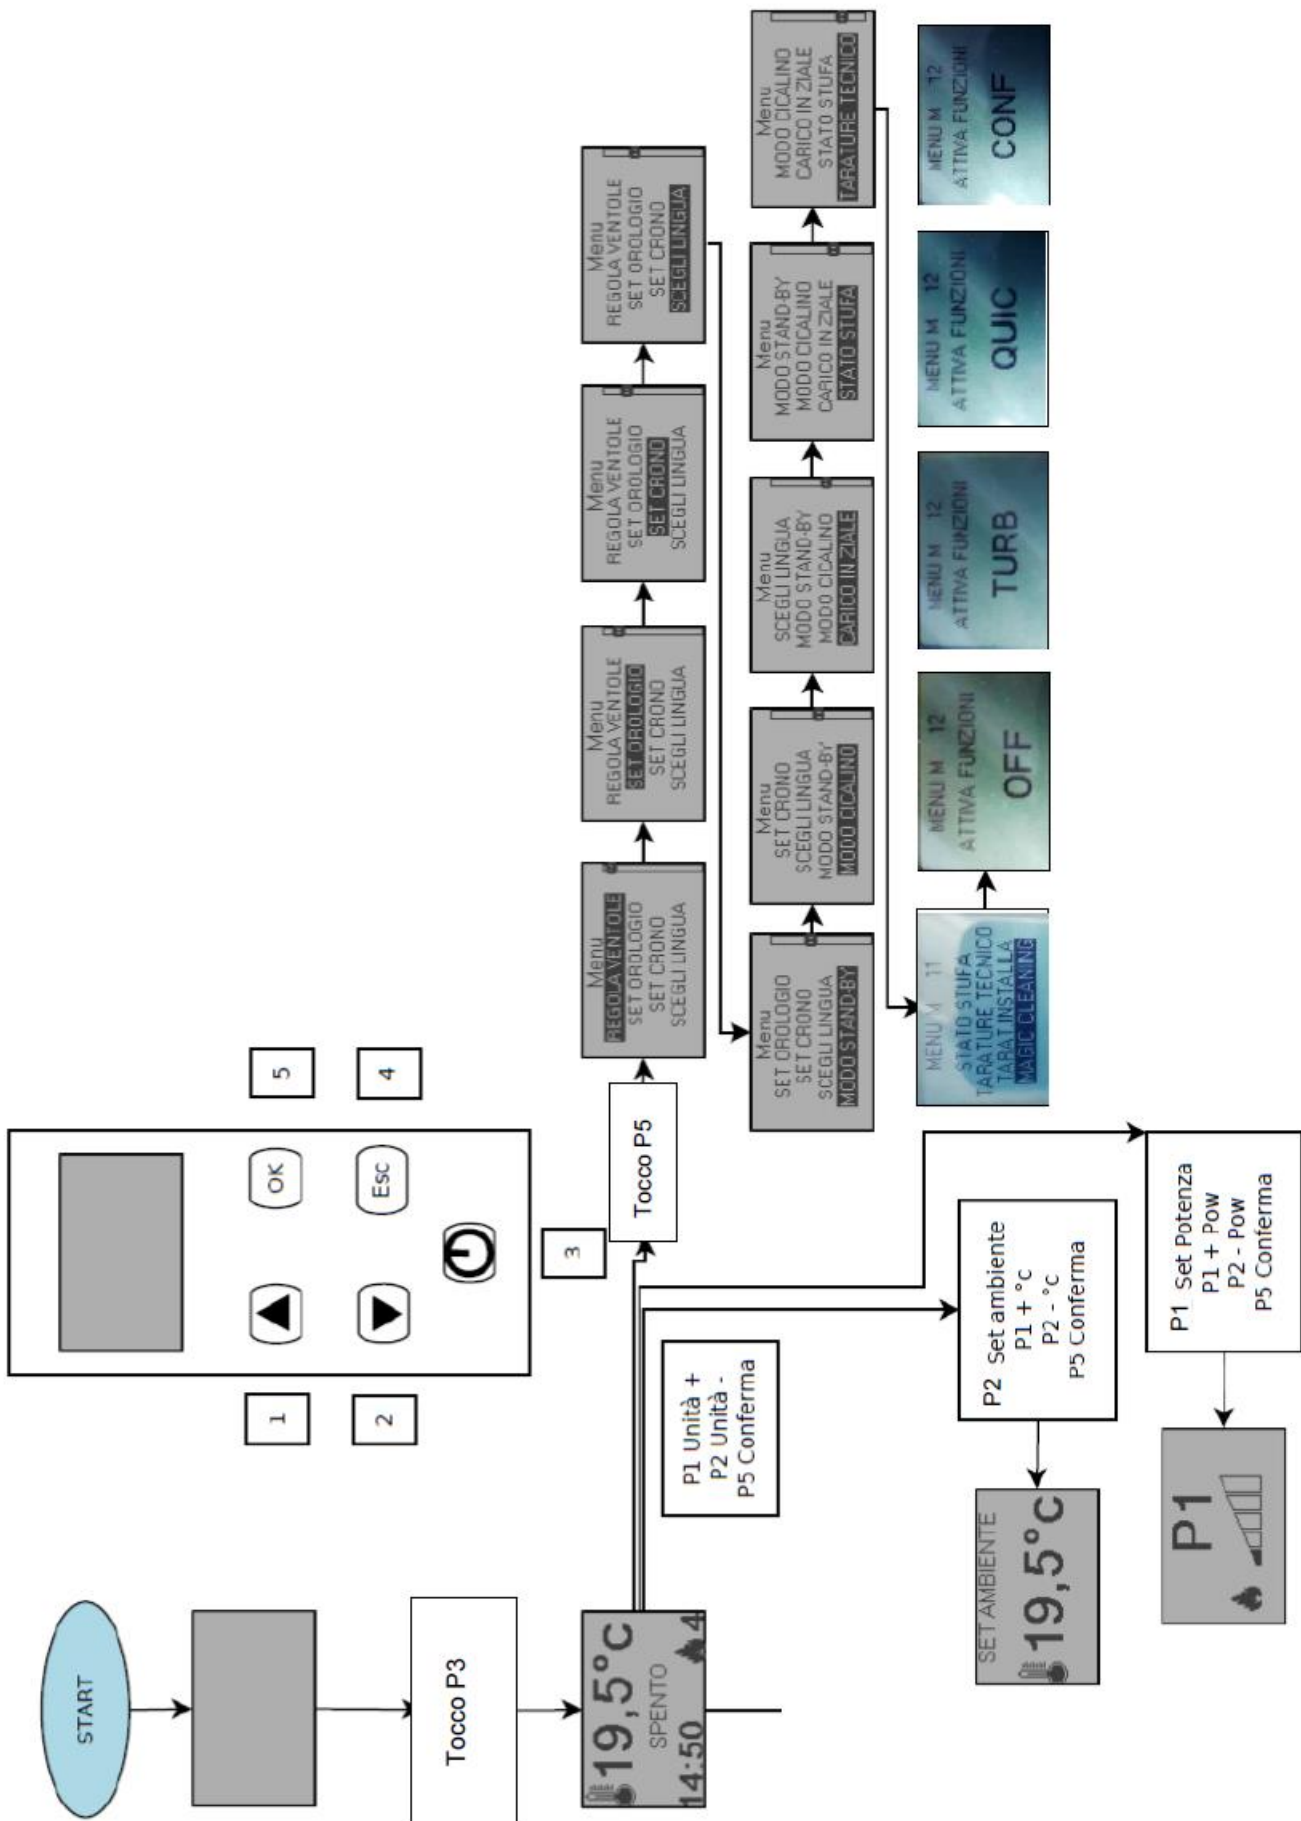 START
Tocco P3
19,5°C
SPENTO
14:50
4
1
2
3
4
5
OK
Esc
P1 Unità +
P2 Unità -
P5 Conferma
Tocco P5
Menu
REGOLA VENTOLE
SET OROLOGIO
SET CRONO
SCEGLI LINGUA
Menu
REGOLA VENTOLE
SET OROLOGIO
SET CRONO
SCEGLI LINGUA
Menu
REGOLA VENTOLE
SET OROLOGIO
SET CRONO
SCEGLI LINGUA
Menu
REGOLA VENTOLE
SET OROLOGIO
SET CRONO
SCEGLI LINGUA
Menu
SET OROLOGIO
SET CRONO
SCEGLI LINGUA
MODO STAND-BY
Menu
SET CRONO
SCEGLI LINGUA
MODO STAND-BY
MODO CICALINO
Menu
SCEGLI LINGUA
MODO STAND-BY
MODO CICALINO
CARICO IN ZIALE
Menu
MODO STAND-BY
MODO CICALINO
CARICO IN ZIALE
STATO STUFA
Menu
MODO CICALINO
CARICO IN ZIALE
STATO STUFA
TARATURE TECNICO
MENU M 11
STATO STUFA
TARATURE TECNICO
TARAT.INSTALLA
MAGIC CLEANING
MENU M 12
ATTIVA FUNZIONI
OFF
MENU M 12
ATTIVA FUNZIONI
TURB
MENU M 12
ATTIVA FUNZIONI
QUIC
MENU M 12
ATTIVA FUNZIONI
CONF
P2 Set ambiente
P1 + °c
P2 - °c
P5 Conferma
SET AMBIENTE
19,5°C
P1 Set Potenza
P1 + Pow
P2 - Pow
P5 Conferma
P1